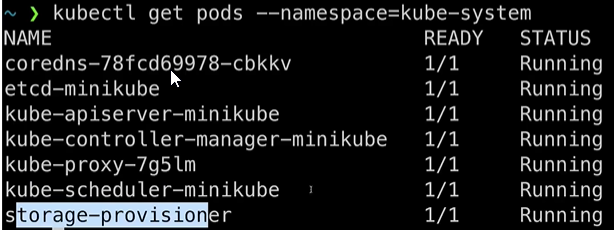 ~ ❯ kubectl get pods --namespace=kube-system
NAME READY STATUS
coredns-78fcd69978-cbkkv 1/1 Running
etcd-minikube 1/1 Running
kube-apiserver-minikube 1/1 Running
kube-controller-manager-minikube 1/1 Running
kube-proxy-7g5lm 1/1 Running
kube-scheduler-minikube 1/1 Running
storage-provisioner 1/1 Running